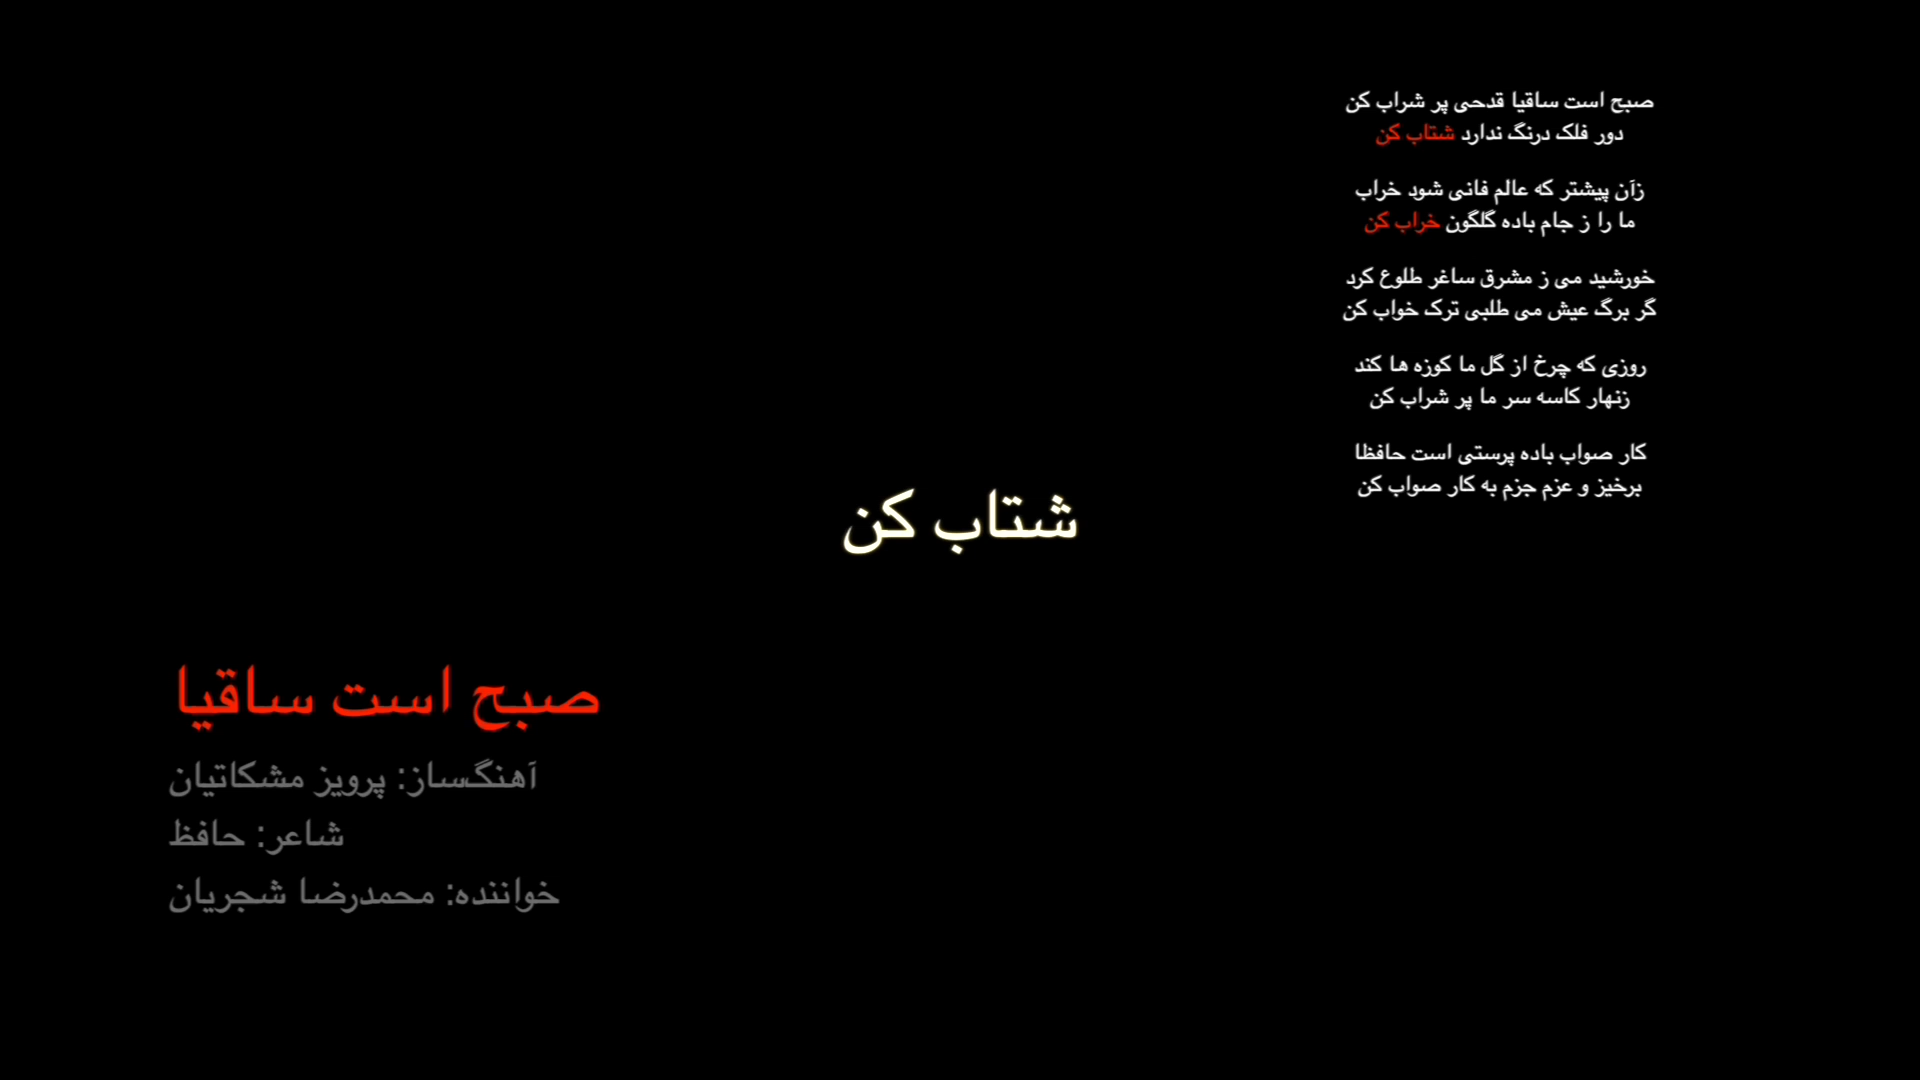 صبح است ساقیا قدحی پر شراب کن
دور فلک درنگ ندارد شتاب کن
زآن پیشتر که عالم فانی شود خراب
ما را ز جام باده گلگون خراب کن
خورشید می ز مشرق ساغر طلوع کرد
گر برگ عیش می طلبی ترک خواب کن
روزی که چرخ از گل ما کوزه ها کند
زنهار کاسه سر ما پر شراب کن
کار صواب باده پرستی است حافظا
برخیز و عزم جزم به کار صواب کن
شتاب کن
صبح است ساقیا
آهنگ‌ساز: پرویز مشکاتیان
شاعر: حافظ
خواننده: محمدرضا شجریان